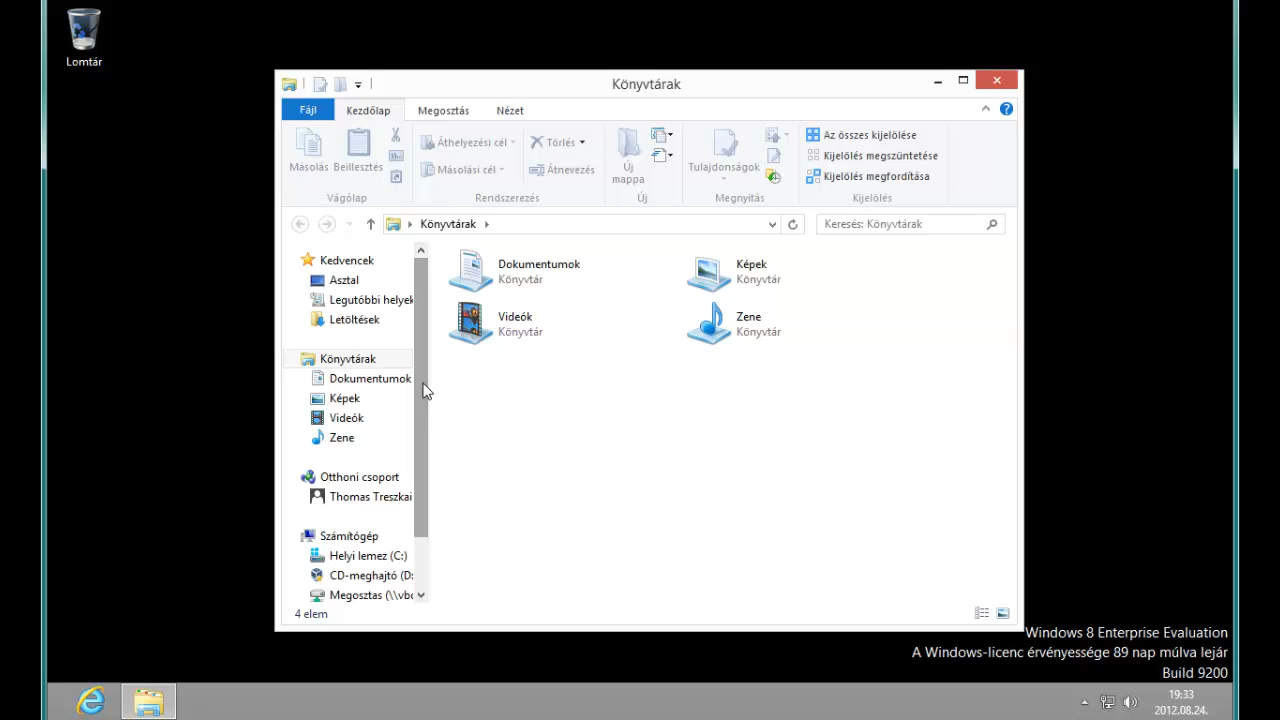 Lomtár
Könyvtárak
Fájl
Kezdőlap
Megosztás
Nézet
Másolás
Beillesztés
Vágólap
Áthelyezési cél
Másolási cél
Törlés
Átnevezés
Rendszerezés
Új
mappa
Új
Tulajdonságok
Megnyitás
Az összes kijelölése
Kijelölés megszüntetése
Kijelölés megfordítása
Kijelölés
Könyvtárak
Keresés: Könyvtárak
Kedvencek
Asztal
Legutóbbi helyek
Letöltések
Könyvtárak
Dokumentumok
Képek
Videók
Zene
Otthoni csoport
Thomas Treszkai
Számítógép
Helyi lemez (C:)
CD-meghajtó (D:
Megosztas (\\vbo
Dokumentumok
Könyvtár
Képek
Könyvtár
Videók
Könyvtár
Zene
Könyvtár
4 elem
Windows 8 Enterprise Evaluation
A Windows-licenc érvényessége 89 nap múlva lejár
Build 9200
19:33
2012.08.24.